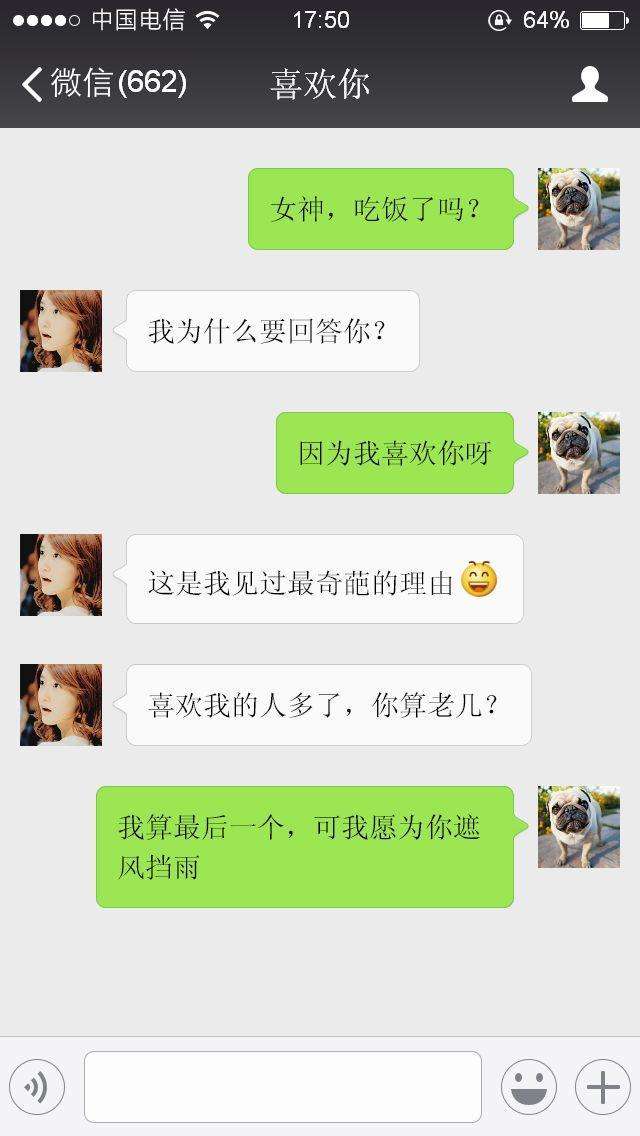 中国电信 17:50 64%
微信(662) 喜欢你
女神，吃饭了吗？
我为什么要回答你？
因为我喜欢你呀
这是我见过最奇葩的理由
喜欢我的人多了，你算老几？
我算最后一个，可我愿为你遮
风挡雨